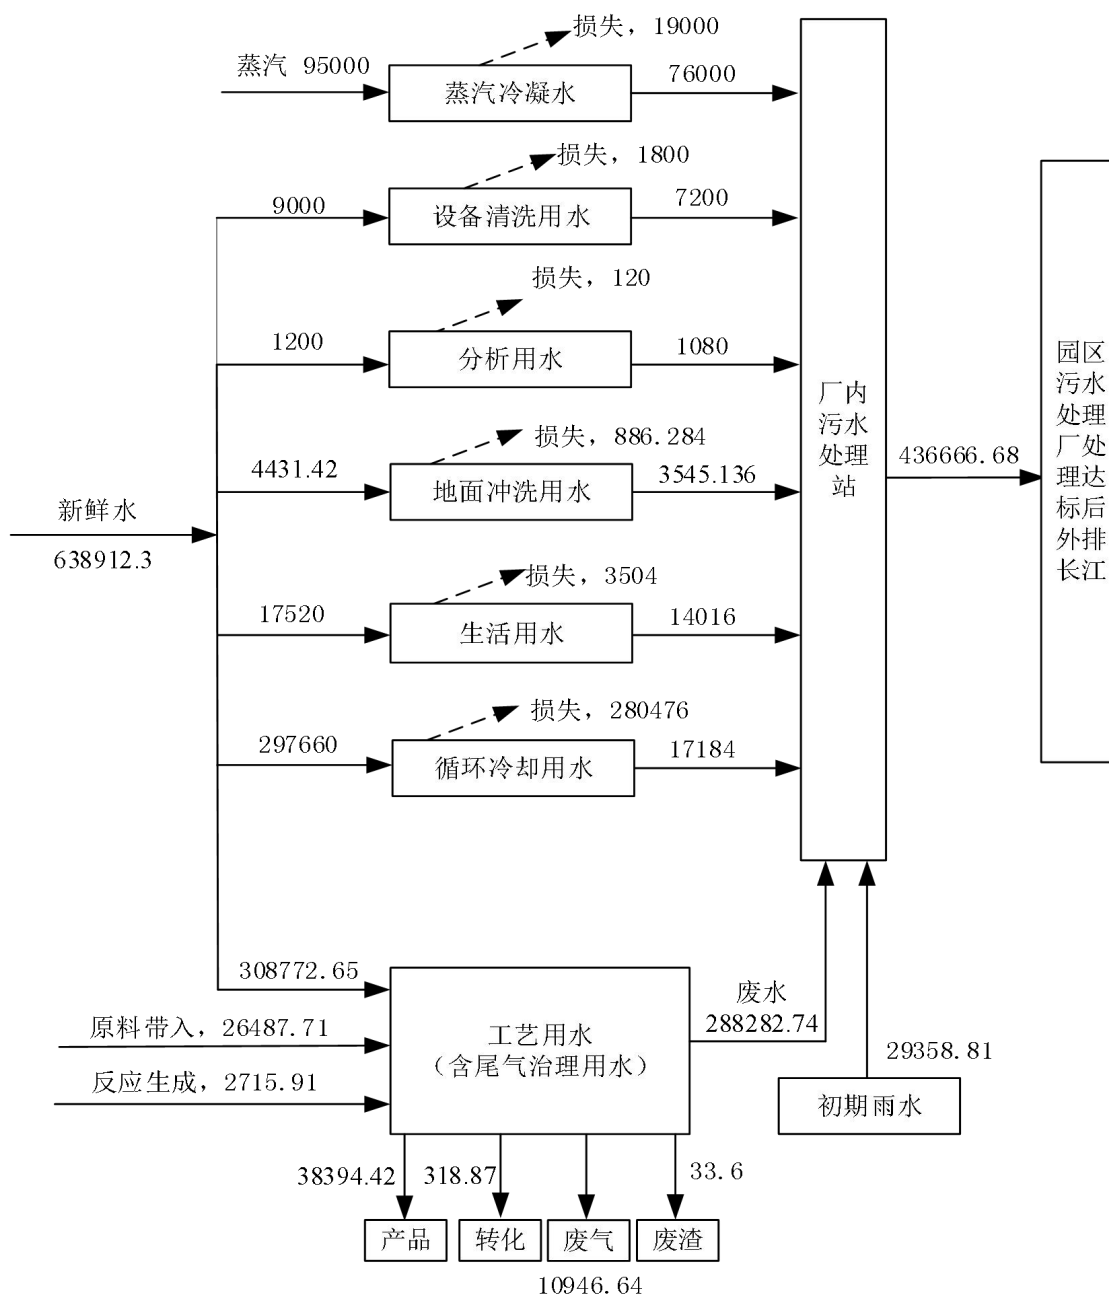 损失，19000
蒸汽 95000
蒸汽冷凝水
76000
损失，1800
9000
设备清洗用水
7200
损失，120
1200
分析用水
1080
损失，886.284
4431.42
地面冲洗用水
3545.136
新鲜水
638912.3
损失，3504
17520
生活用水
14016
损失，280476
297660
循环冷却用水
17184
厂内
污水
处理
站
436666.68
园区
污水
处理
厂处
理达
标后
外排
长江
308772.65
原料带入，26487.71
反应生成，2715.91
工艺用水
（含尾气治理用水）
废水
288282.74
29358.81
初期雨水
38394.42
318.87
33.6
产品
转化
废气
废渣
10946.64